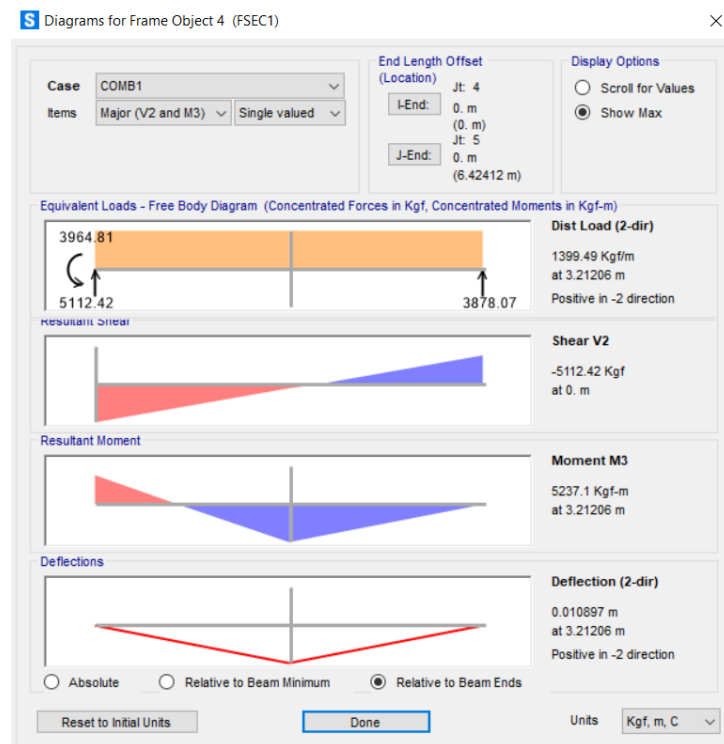 S Diagrams for Frame Object 4 (FSEC1)
Case COMB1
Items Major (V2 and M3) Single valued
End Length Offset
(Location)
Jt: 4
I-End: 0. m
(0. m)
Jt: 5
J-End: 0. m
(6.42412 m)
Display Options
Scroll for Values
Show Max
Equivalent Loads - Free Body Diagram (Concentrated Forces in Kgf, Concentrated Moments in Kgf-m)
3964.81
5112.42
3878.07
Dist Load (2-dir)
1399.49 Kgf/m
at 3.21206 m
Positive in -2 direction
Resultant Shear
Shear V2
-5112.42 Kgf
at 0. m
Resultant Moment
Moment M3
5237.1 Kgf-m
at 3.21206 m
Deflections
Deflection (2-dir)
0.010897 m
at 3.21206 m
Positive in -2 direction
Absolute Relative to Beam Minimum Relative to Beam Ends
Reset to Initial Units Done Units Kgf, m, C